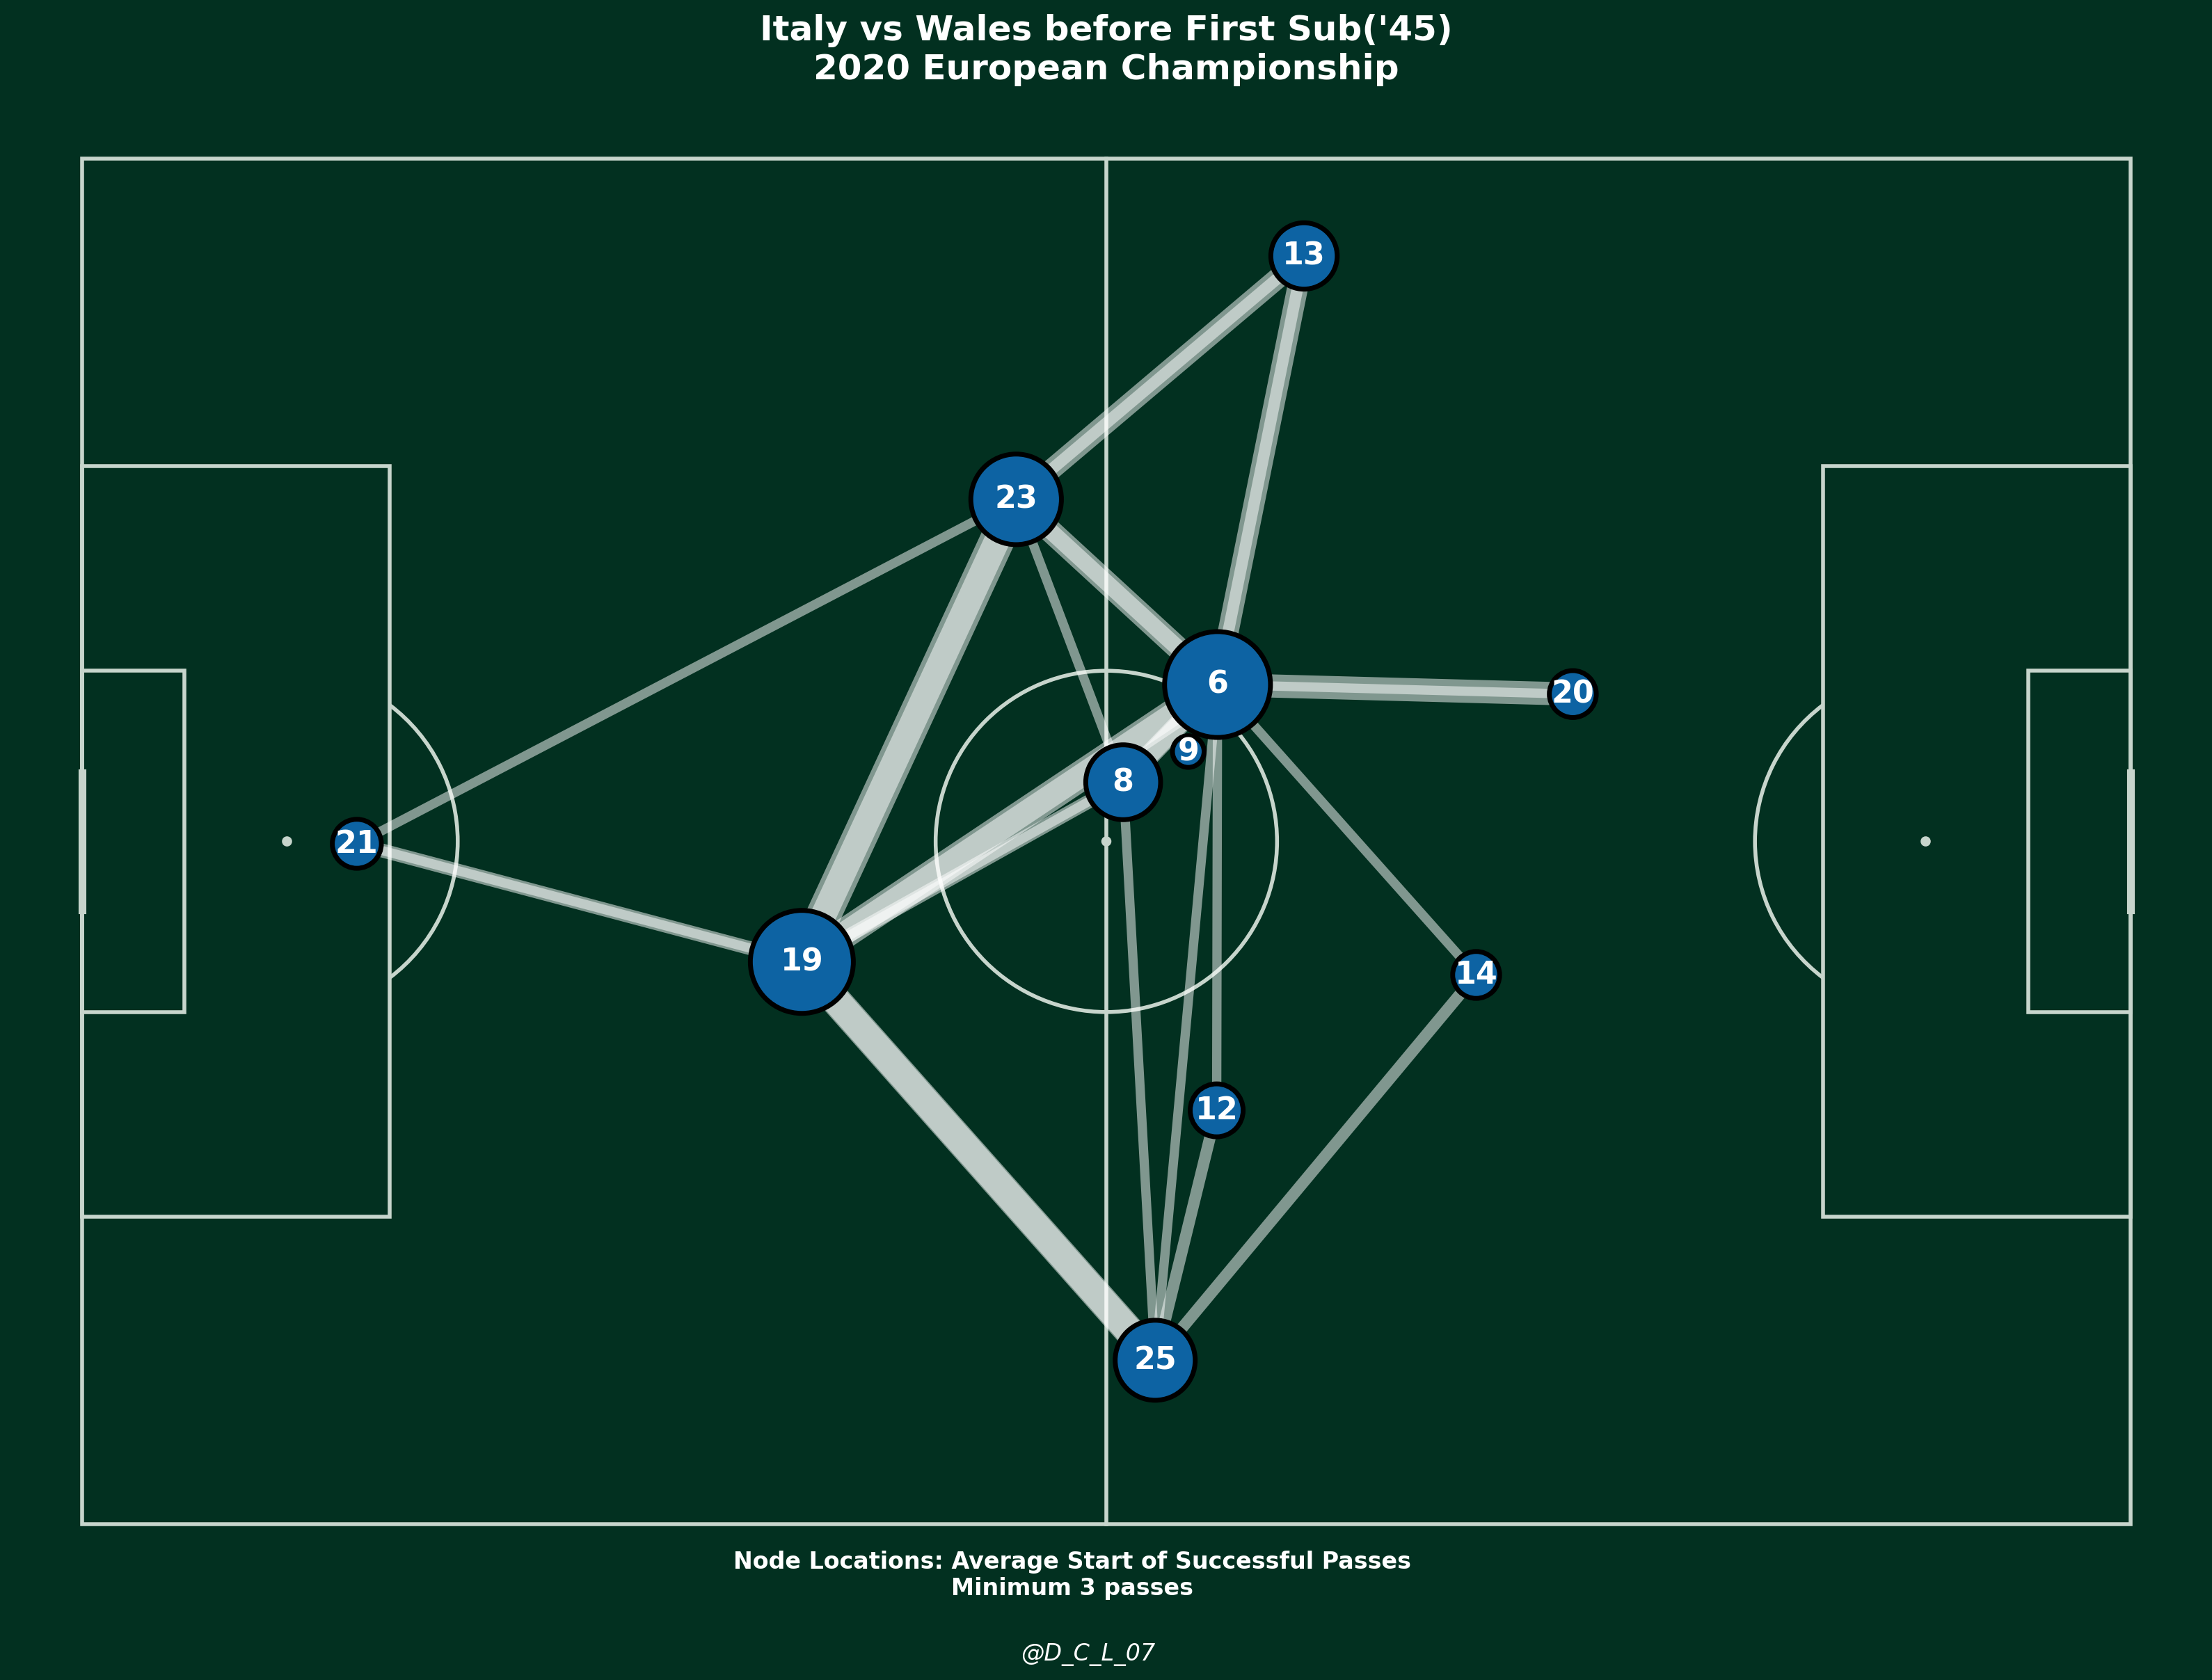 Italy vs Wales before First Sub('45)
2020 European Championship
13
23
6
20
9
8
21
19
14
12
25
Node Locations: Average Start of Successful Passes
Minimum 3 passes
@D_C_L_07